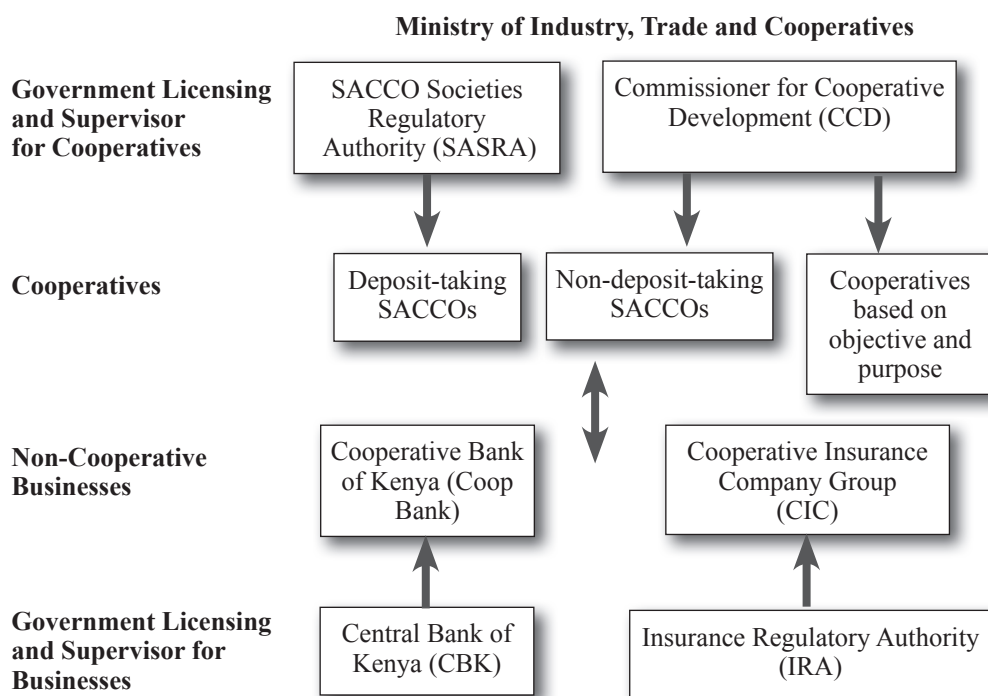 Ministry of Industry, Trade and Cooperatives
Government Licensing
and Supervisor
for Cooperatives
SACCO Societies
Regulatory
Authority (SASRA)
Commissioner for Cooperative
Development (CCD)
Cooperatives
Deposit-taking
SACCOs
Non-deposit-taking
SACCOs
Cooperatives
based on
objective and
purpose
Non-Cooperative
Businesses
Cooperative Bank
of Kenya (Coop
Bank)
Cooperative Insurance
Company Group
(CIC)
Government Licensing
and Supervisor for
Businesses
Central Bank of
Kenya (CBK)
Insurance Regulatory Authority
(IRA)